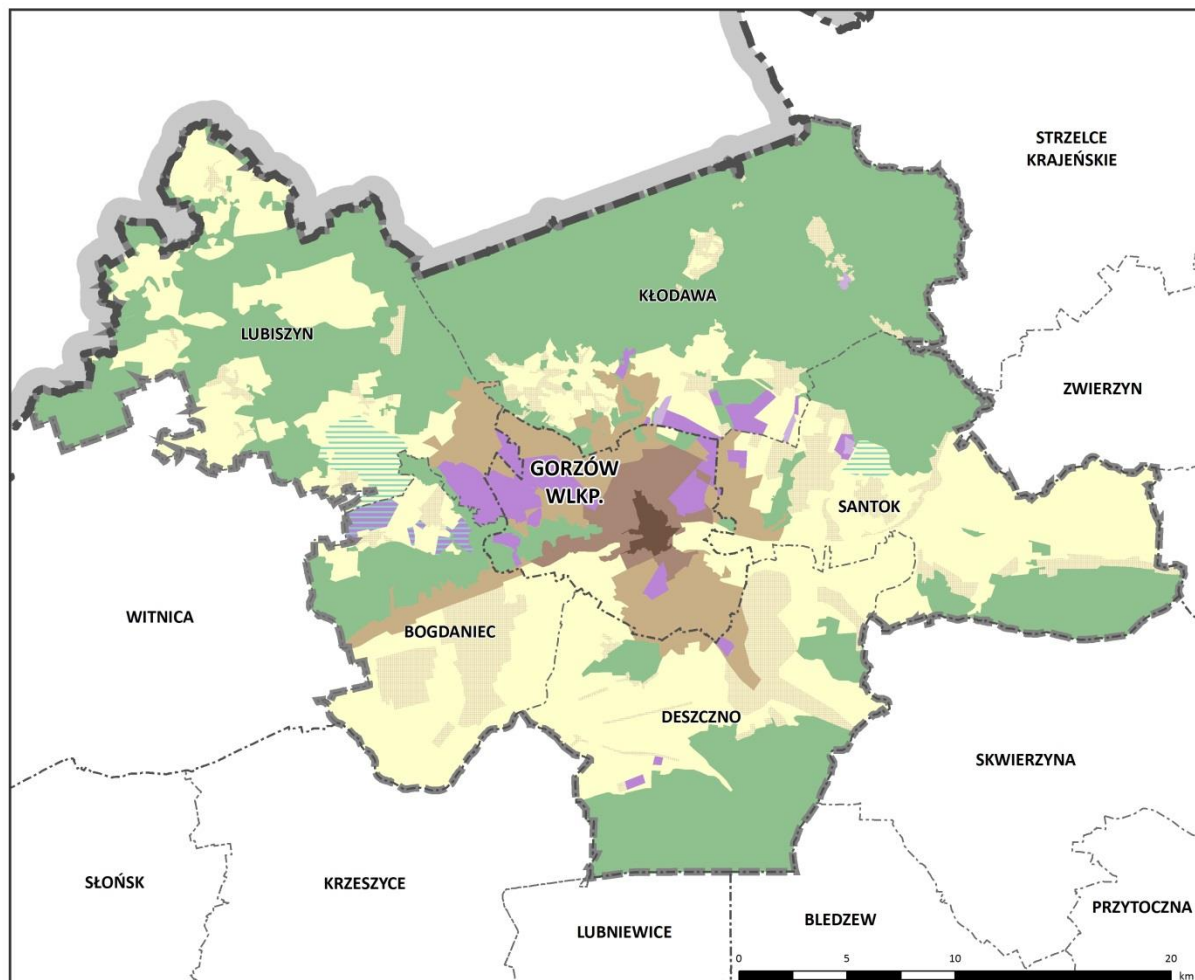 STRZELCE
KRAJEŃSKIE
KŁODAWA
LUBISZYN
ZWIERZYN
GORZÓW
WLKP.
SANTOK
WITNICA
BOGDANIEC
DESZCZNO
SKWIERZYNA
SŁOŃSK
KRZESZYCE
PRZYTOCZNA
BLEDZEW
LUBNIEWICE
0 5 10 20
km